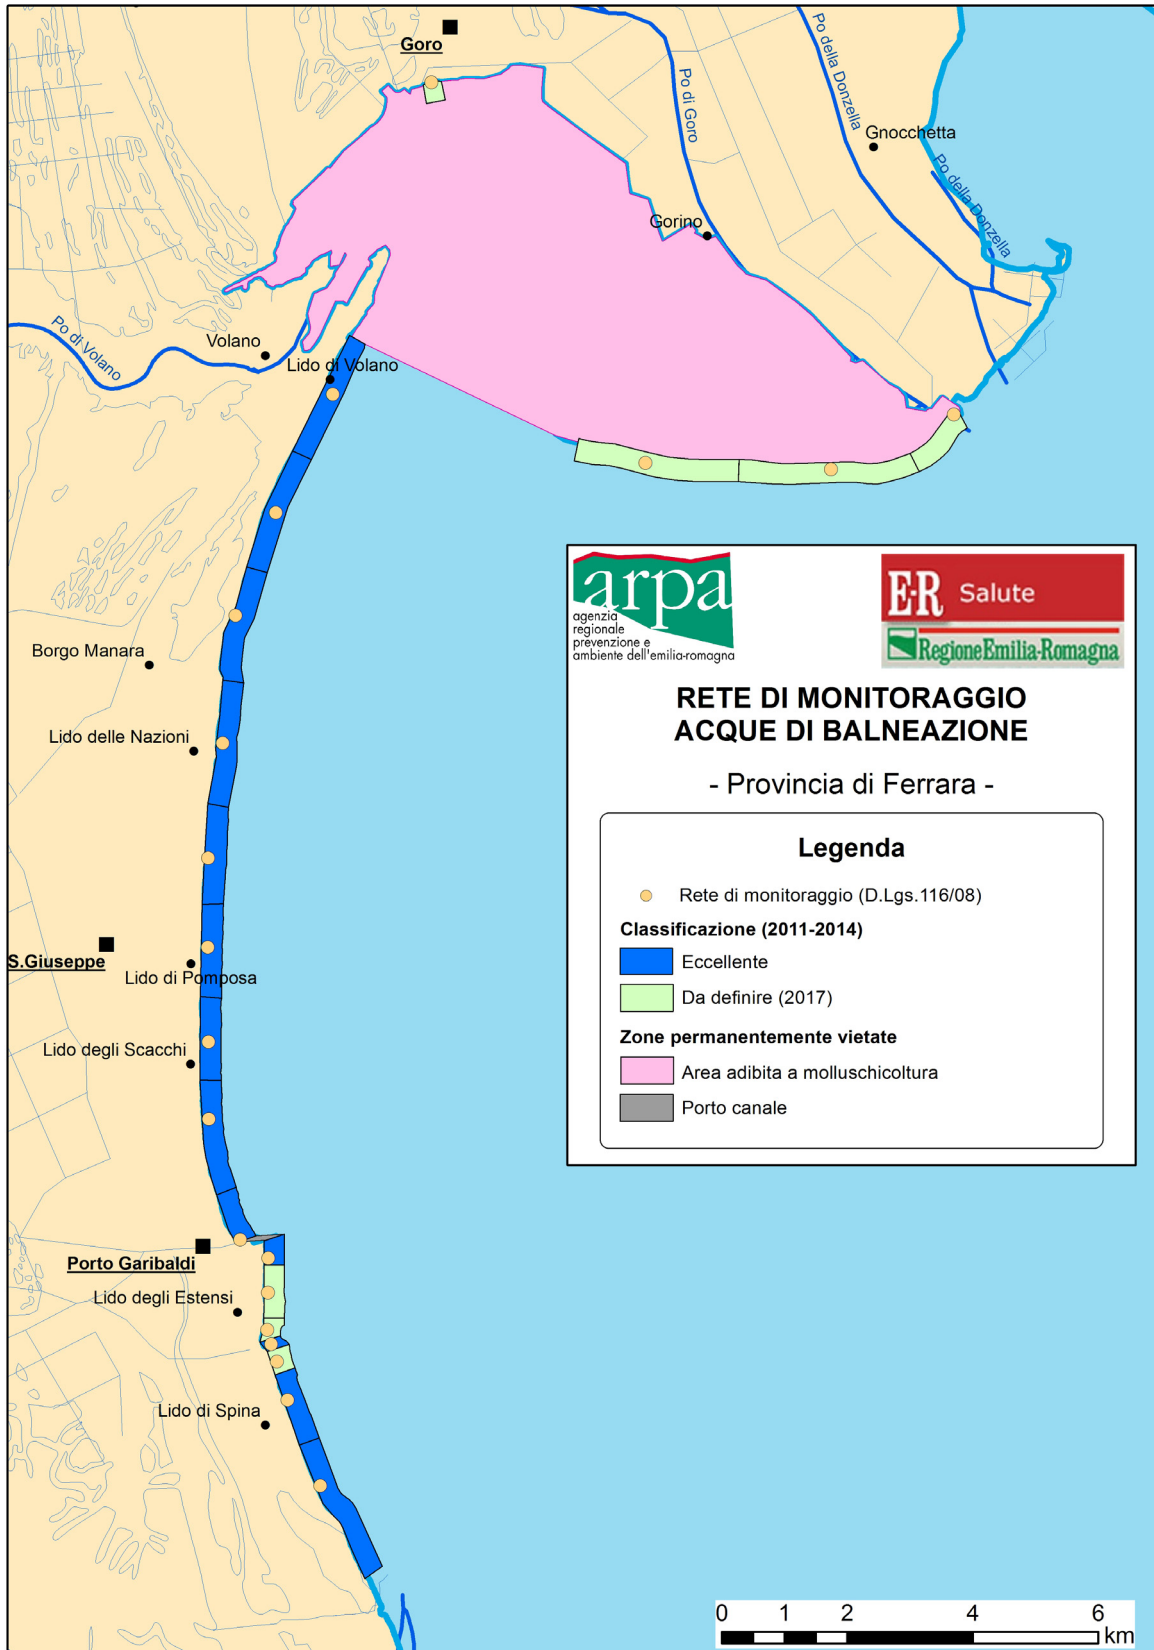 Goro
Po di Goro
Po della Donzella
Gnocchetta
Po della Donzella
Gorino
Po di Volano
Volano
Lido di Volano
Borgo Manara
Lido delle Nazioni
S.Giuseppe
Lido di Pomposa
Lido degli Scacchi
Porto Garibaldi
Lido degli Estensi
Lido di Spina
arpa
agenzia
regionale
prevenzione e
ambiente dell'emilia-romagna
E-R Salute
RegioneEmilia-Romagna
RETE DI MONITORAGGIO
ACQUE DI BALNEAZIONE
- Provincia di Ferrara -
Legenda
Rete di monitoraggio (D.Lgs.116/08)
Classificazione (2011-2014)
Eccellente
Da definire (2017)
Zone permanentemente vietate
Area adibita a molluschicoltura
Porto canale
0 1 2 4 6
km